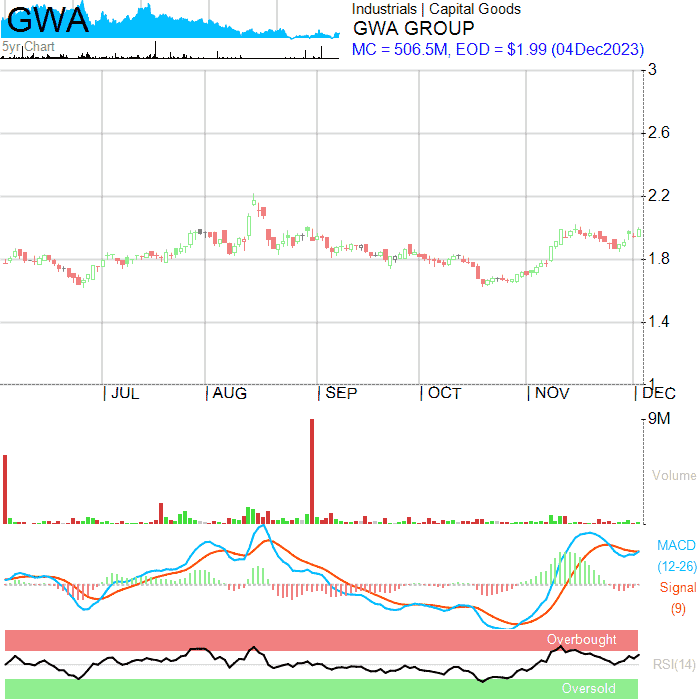 GWA
5yr Chart
Industrials | Capital Goods
GWA GROUP
MC = 506.5M, EOD = $1.99 (04Dec2023)
3
2.6
2.2
1.8
1.4
1
| JUL | AUG | SEP | OCT | NOV | DEC
9M
Volume
MACD
(12-26)
Signal
(9)
Overbought
RSI(14)
Oversold